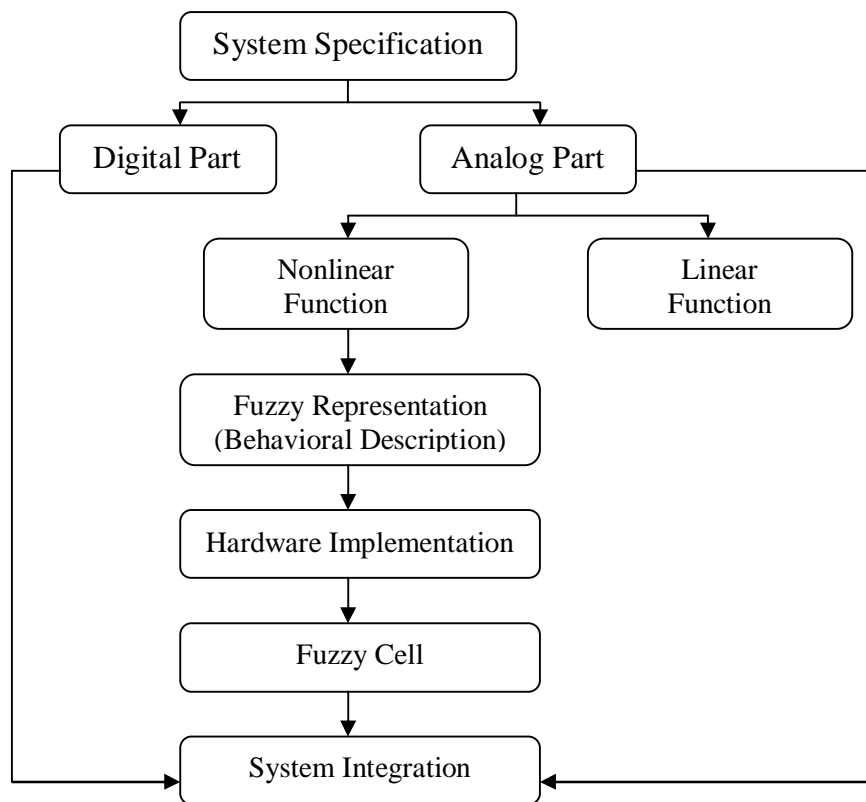 System Specification
Digital Part
Analog Part
Nonlinear
Function
Linear
Function
Fuzzy Representation
(Behavioral Description)
Hardware Implementation
Fuzzy Cell
System Integration